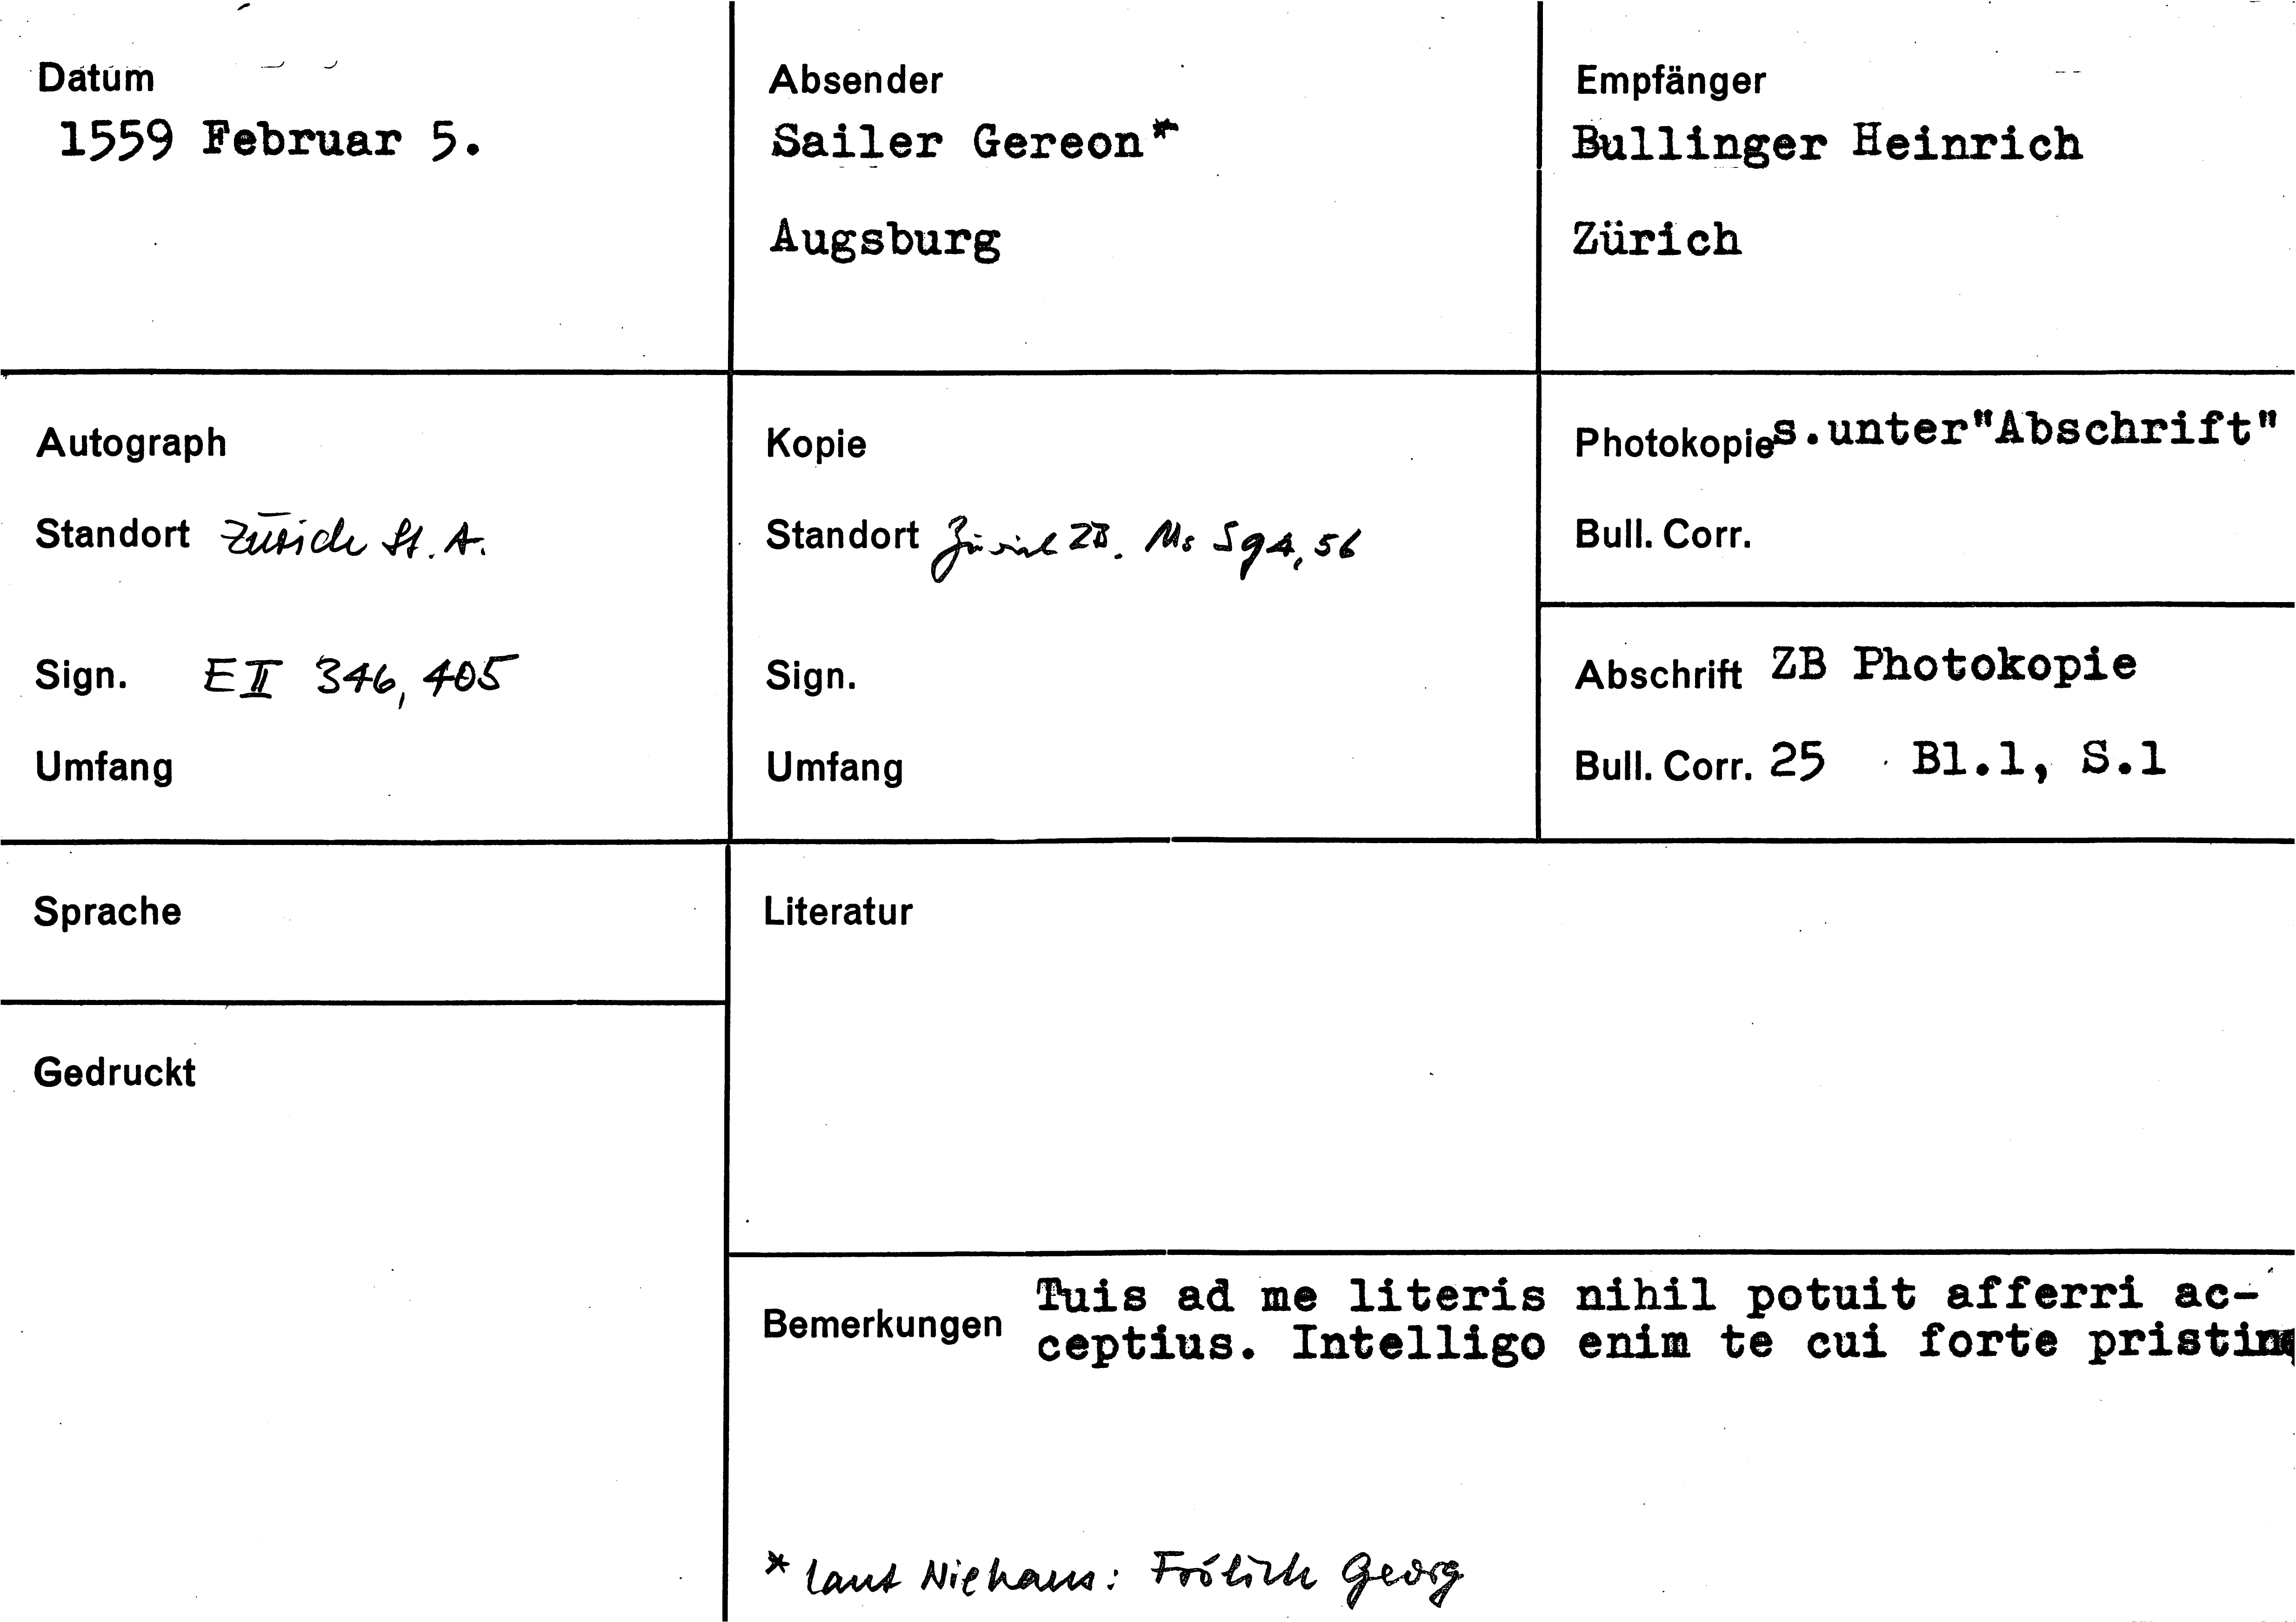 Datum
1559 Februar 5.
Absender
Sailer Gereon*
Augsburg
Empfänger
Bullinger Heinrich
Zürich
Autograph
Standort Zürich St. A.
Sign. E II 346, 405
Umfang
Kopie
Standort Zürich ZB. Ms S 94, 56
Sign.
Umfang
Photokopie s.unter"Abschrift"
Bull. Corr.
Abschrift ZB Photokopie
Bull. Corr. 25 Bl.1, S.1
Sprache
Gedruckt
Literatur
Bemerkungen
Tuis ad me literis nihil potuit afferri ac-
ceptius. Intelligo enim te cui forte
* laut Niehans: Frölich Georg